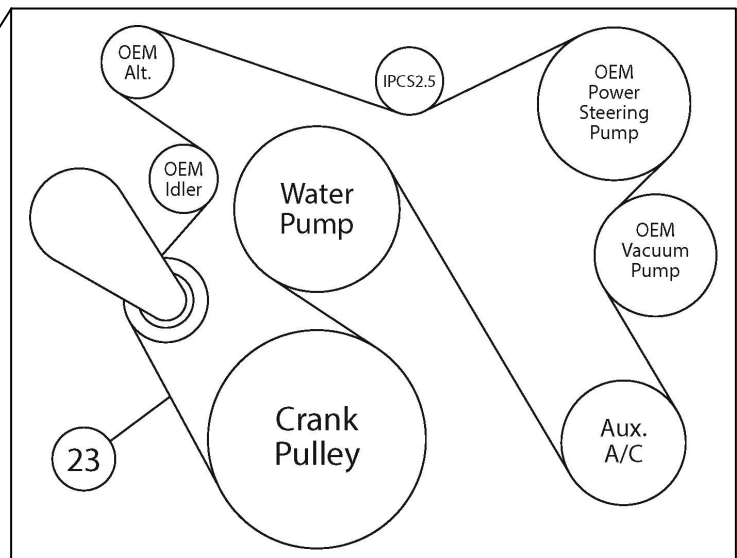 OEM
Alt.
IPCS2.5
OEM
Power
Steering
Pump
OEM
Idler
Water
Pump
OEM
Vacuum
Pump
Crank
Pulley
Aux.
A/C
23